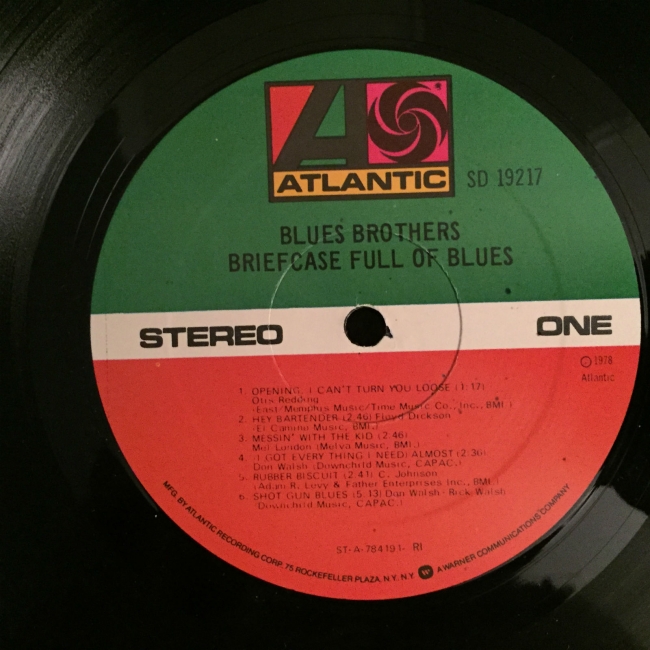 ATLANTIC
SD 19217
BLUES BROTHERS
BRIEFCASE FULL OF BLUES
STEREO
ONE
℗ 1978
Atlantic
1. OPENING: I CAN'T TURN YOU LOOSE (1:17)
Otis Redding
(East/Memphis Music/Time Music Co., Inc., BMI.)
2. HEY BARTENDER (2:46) Floyd Dickson
(El Camino Music, BMI.)
3. MESSIN' WITH THE KID (2:46)
Mel London (Melva Music, BMI.)
4. (I GOT EVERY THING I NEED) ALMOST (2:36)
Don Walsh (Downchild Music, CAPAC.)
5. RUBBER BISCUIT (2:41) C. Johnson
(Adam R. Levy & Father Enterprises Inc., BMI.)
6. SHOT GUN BLUES (5:13) Don Walsh - Rick Walsh
(Downchild Music, CAPAC.)
ST-A-784191- RI
MFG. BY ATLANTIC RECORDING CORP. 75 ROCKEFELLER PLAZA, N.Y. N.Y. W A WARNER COMMUNICATIONS COMPANY